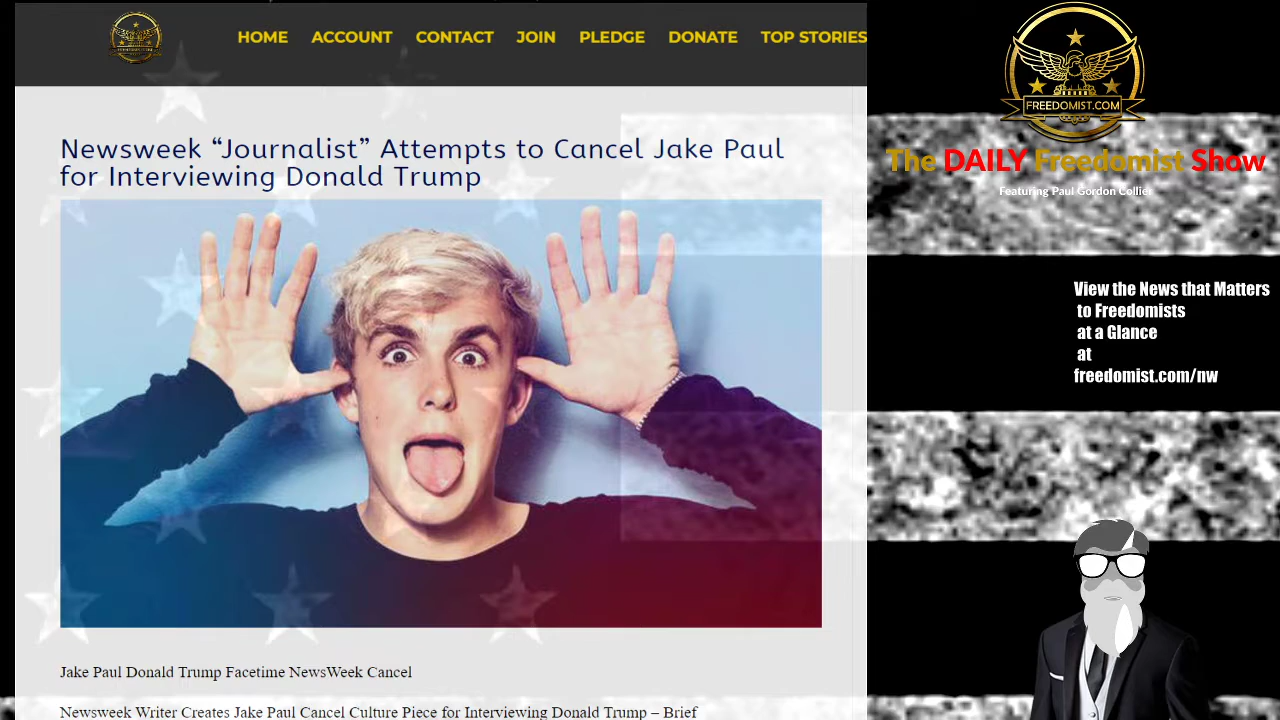 HOME ACCOUNT CONTACT JOIN PLEDGE DONATE TOP STORIES
Newsweek “Journalist” Attempts to Cancel Jake Paul
for Interviewing Donald Trump
Jake Paul Donald Trump Facetime NewsWeek Cancel
Newsweek Writer Creates Jake Paul Cancel Culture Piece for Interviewing Donald Trump – Brief
FREEDOMIST.COM
The DAILY Freedomist Show
Featuring Paul Gordon Collier
View the News that Matters
to Freedomists
at a Glance
at
freedomist.com/nw